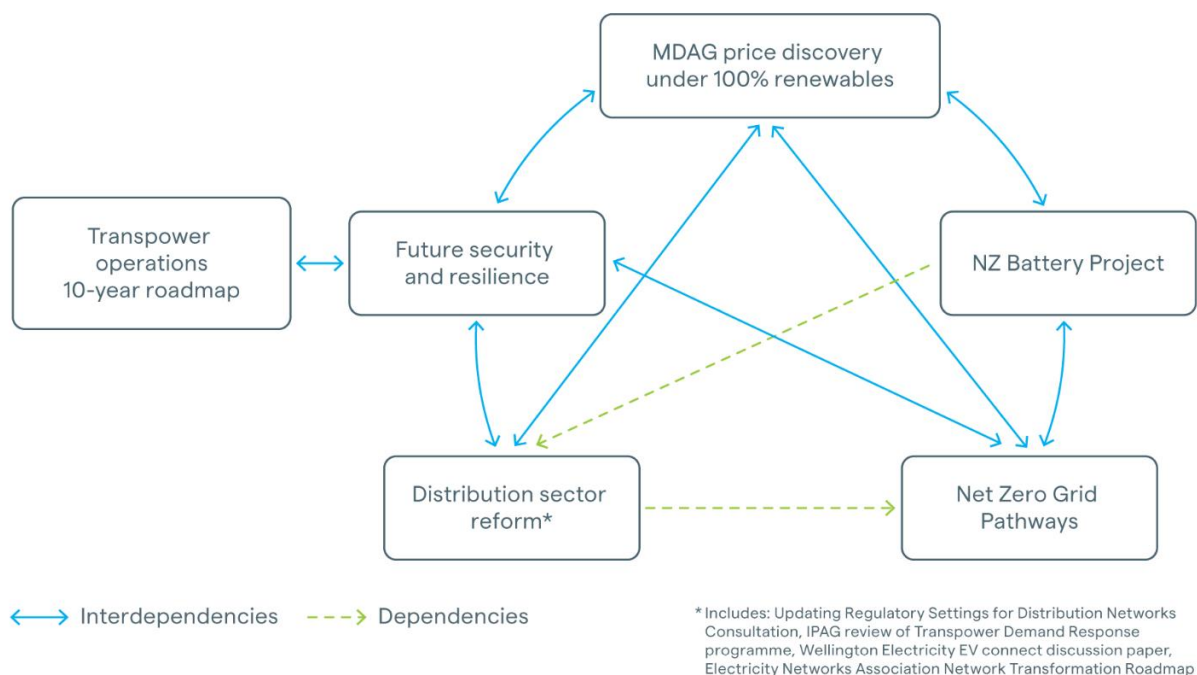 MDAG price discovery
under 100% renewables
Transpower
operations
10-year roadmap
Future security
and resilience
NZ Battery Project
Distribution sector
reform*
Net Zero Grid
Pathways
Interdependencies
Dependencies
* Includes: Updating Regulatory Settings for Distribution Networks
Consultation, IPAG review of Transpower Demand Response
programme, Wellington Electricity EV connect discussion paper,
Electricity Networks Association Network Transformation Roadmap